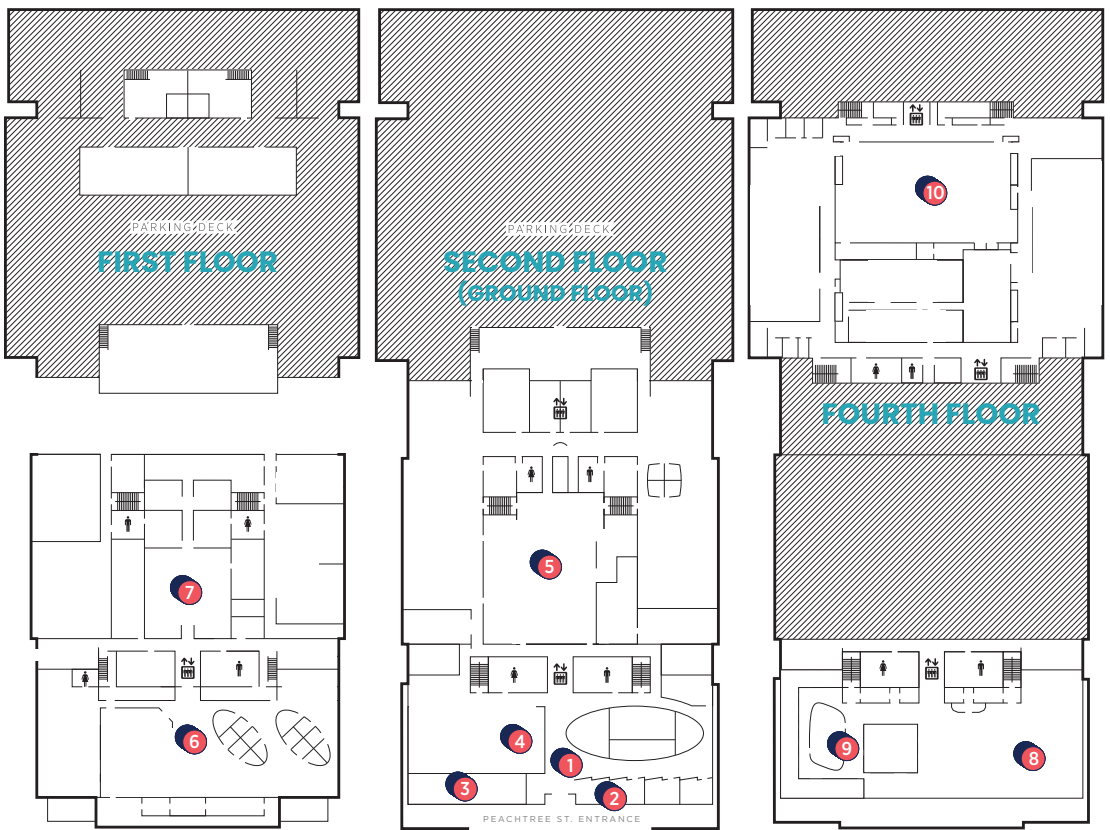 PARKING DECK
FIRST FLOOR
7
6
PARKING DECK
SECOND FLOOR
(GROUND FLOOR)
5
4
1
3
2
PEACHTREE ST. ENTRANCE
10
FOURTH FLOOR
9
8